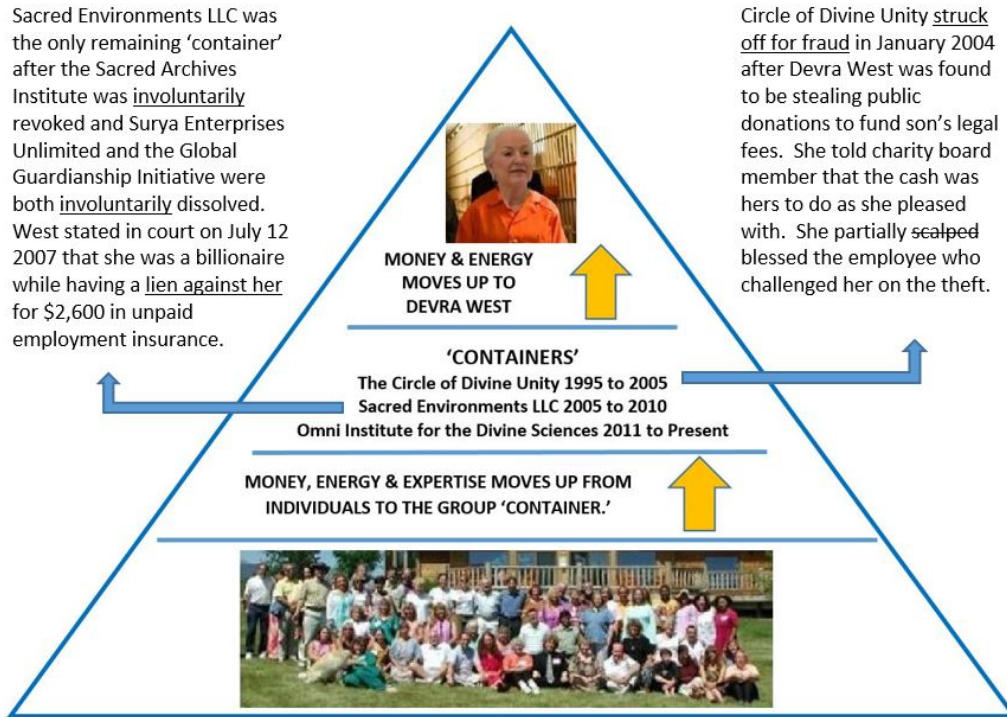 Sacred Environments LLC was
the only remaining ‘container’
after the Sacred Archives
Institute was involuntarily
revoked and Surya Enterprises
Unlimited and the Global
Guardianship Initiative were
both involuntarily dissolved.
West stated in court on July 12
2007 that she was a billionaire
while having a lien against her
for $2,600 in unpaid
employment insurance.
Circle of Divine Unity struck
off for fraud in January 2004
after Devra West was found
to be stealing public
donations to fund son’s legal
fees.  She told charity board
member that the cash was
hers to do as she pleased
with.  She partially scalped
blessed the employee who
challenged her on the theft.
MONEY & ENERGY
MOVES UP TO
DEVRA WEST
‘CONTAINERS’
The Circle of Divine Unity 1995 to 2005
Sacred Environments LLC 2005 to 2010
Omni Institute for the Divine Sciences 2011 to Present
MONEY, ENERGY & EXPERTISE MOVES UP FROM
INDIVIDUALS TO THE GROUP ‘CONTAINER.’